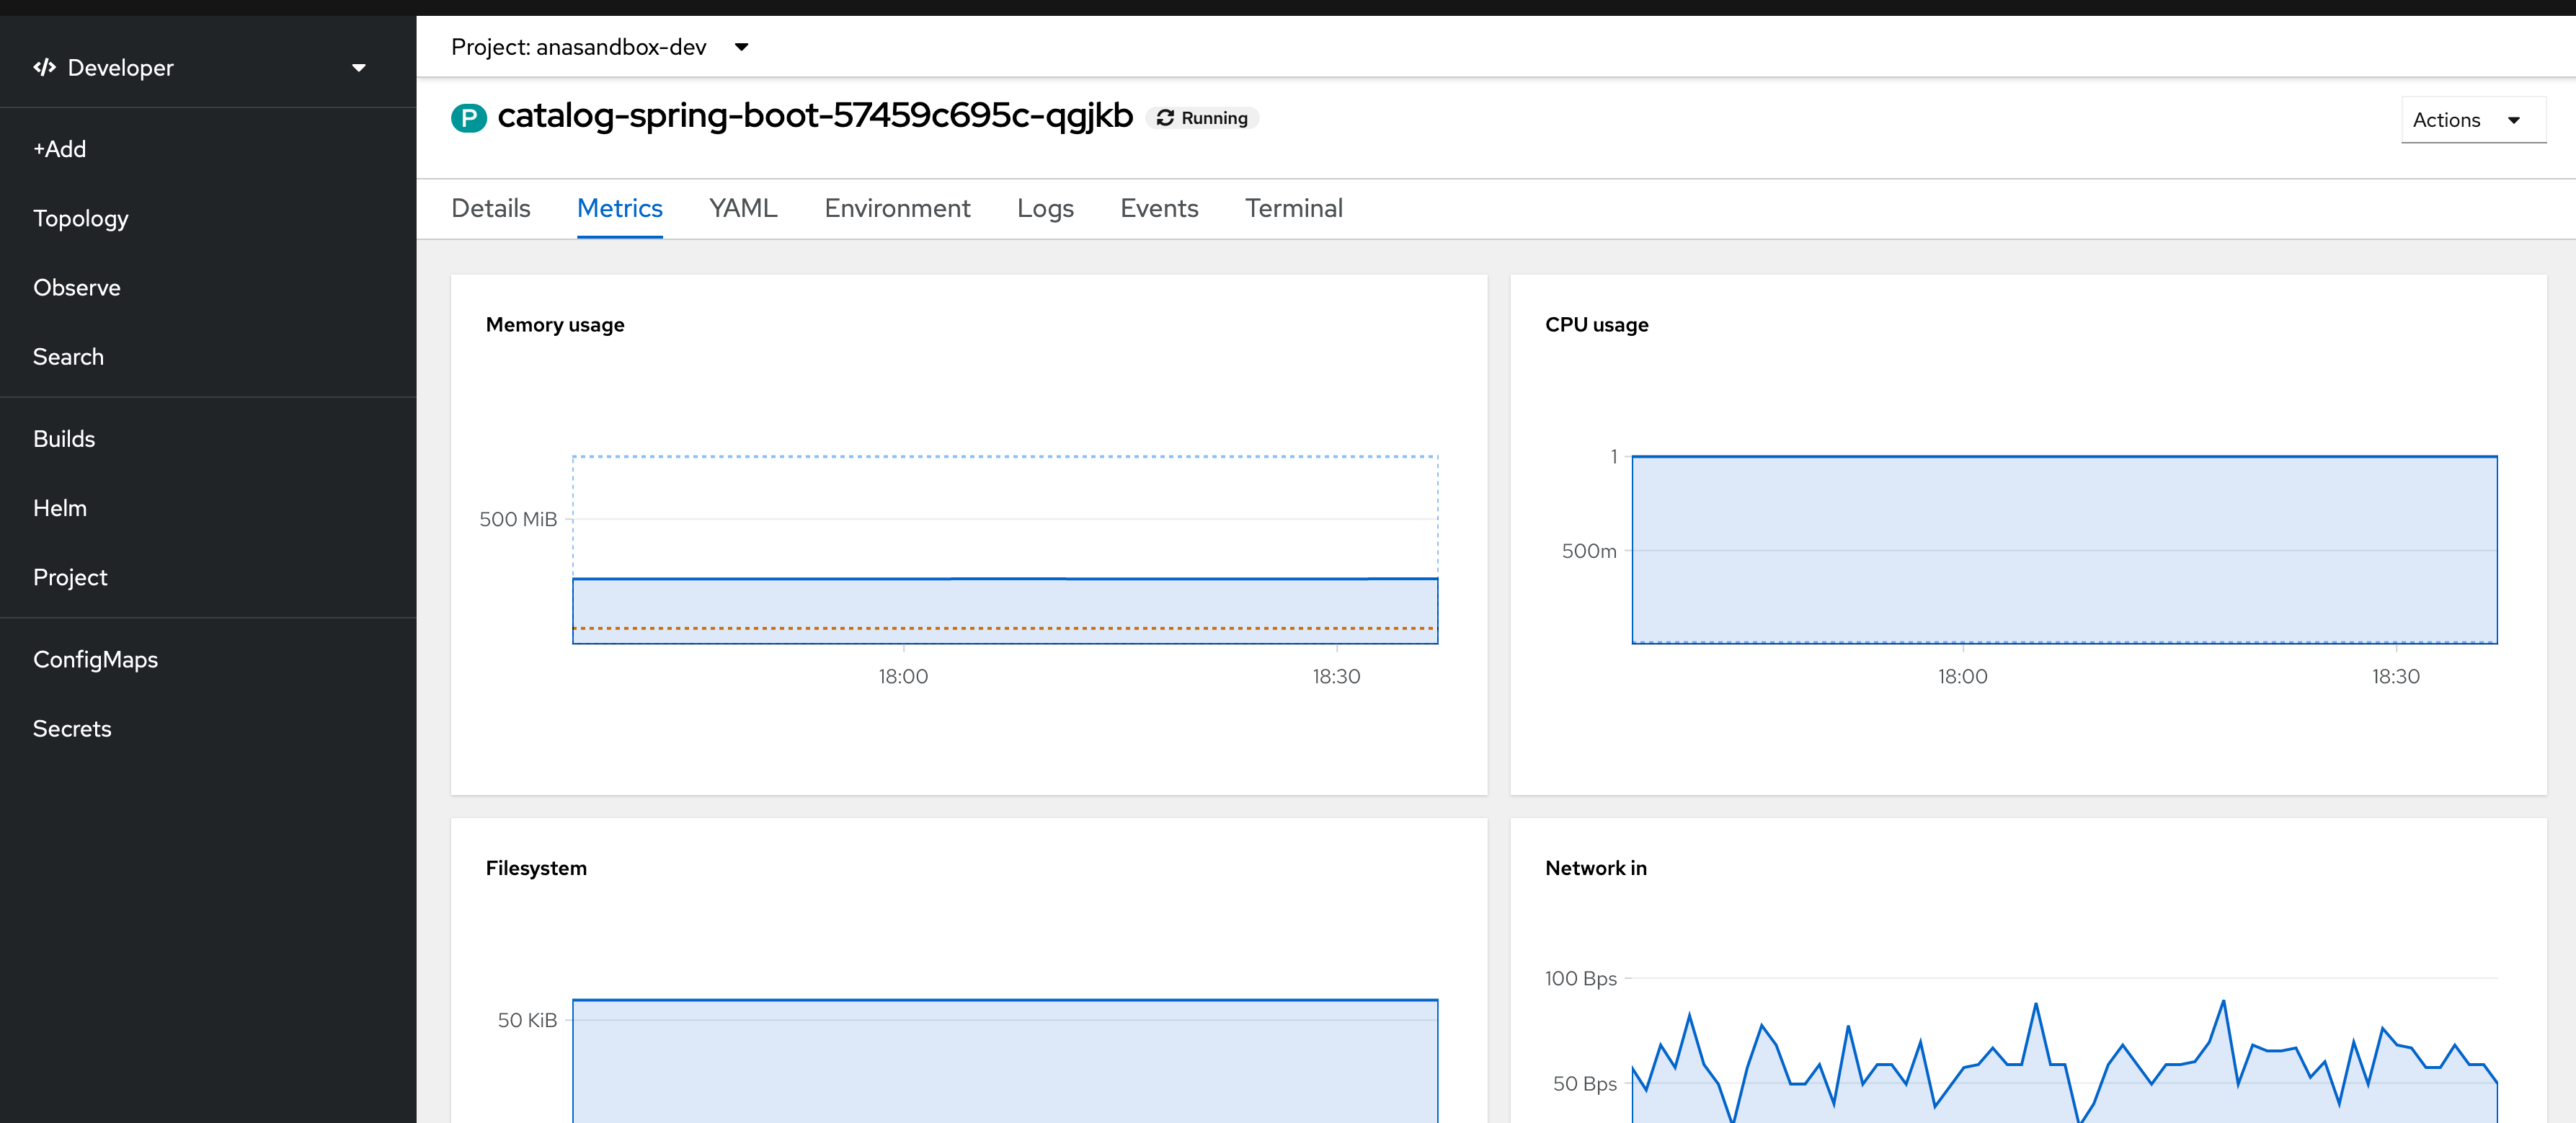 Project: anasandbox-dev
Developer
+Add
Topology
Observe
Search
Builds
Helm
Project
ConfigMaps
Secrets
P catalog-spring-boot-57459c695c-qgjkb Running
Actions
Details Metrics YAML Environment Logs Events Terminal
Memory usage
500 MiB
18:00 18:30
CPU usage
1
500m
18:00 18:30
Filesystem
50 KiB
Network in
100 Bps
50 Bps